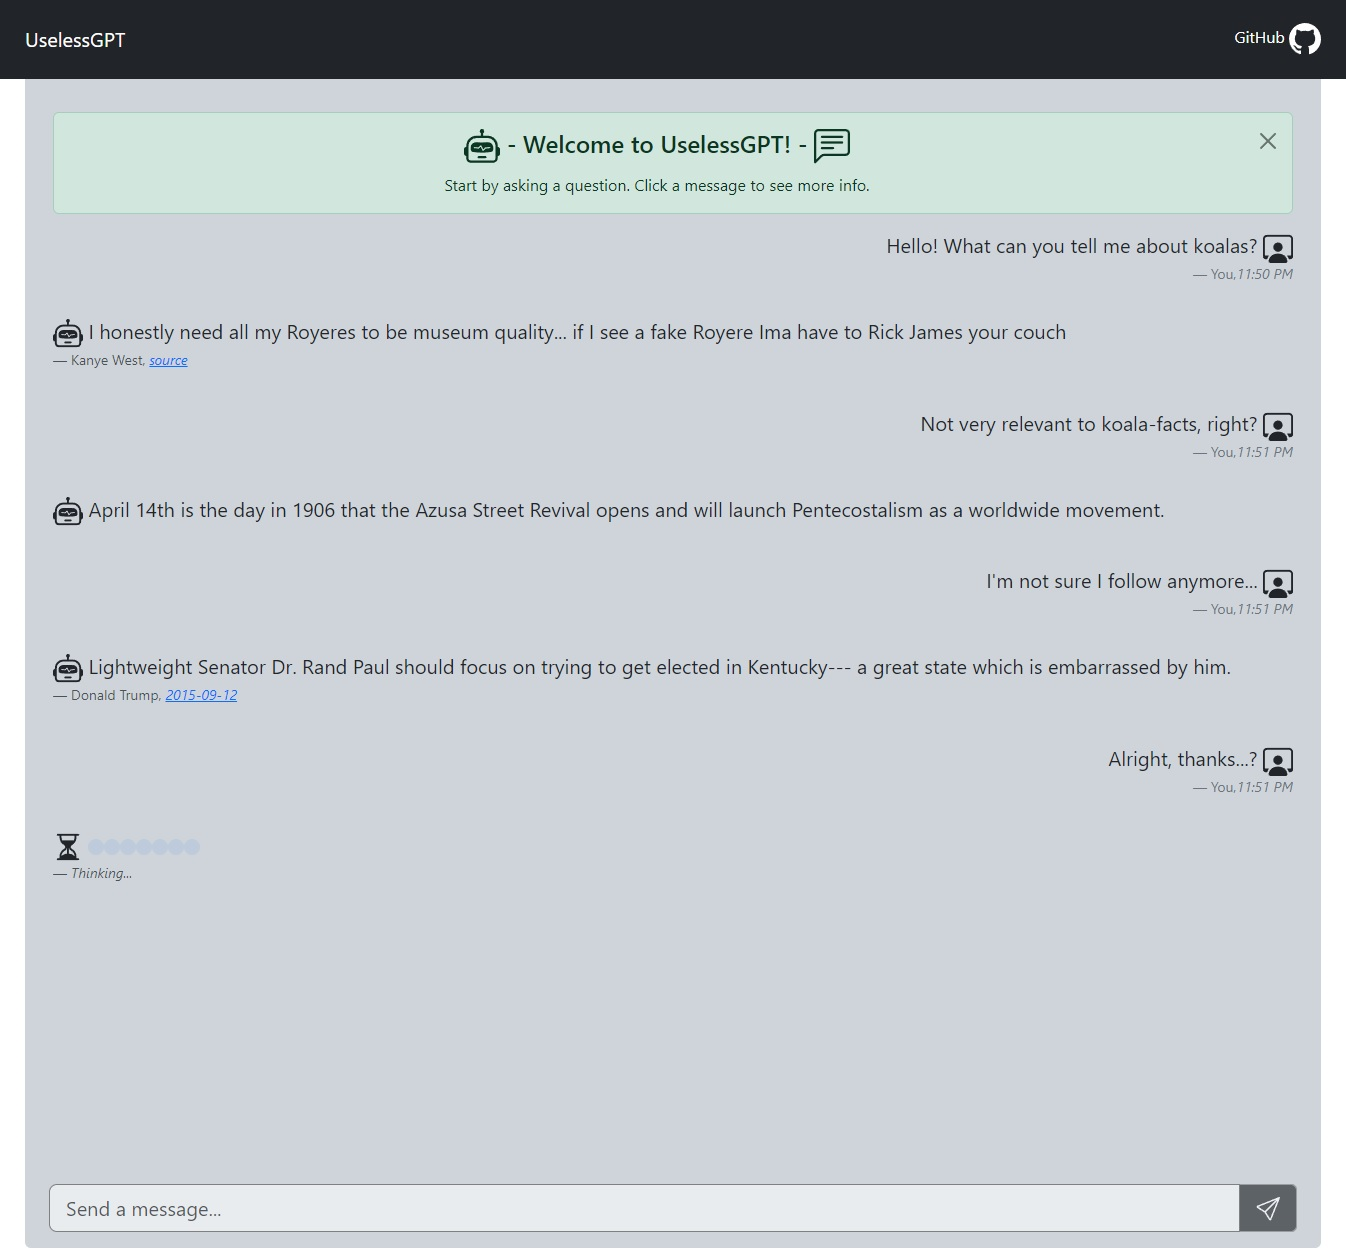 UselessGPT
GitHub
- Welcome to UselessGPT! -
Start by asking a question. Click a message to see more info.
Hello! What can you tell me about koalas?
— You, 11:50 PM
I honestly need all my Royeres to be museum quality... if I see a fake Royere Ima have to Rick James your couch
— Kanye West, source
Not very relevant to koala-facts, right?
— You, 11:51 PM
April 14th is the day in 1906 that the Azusa Street Revival opens and will launch Pentecostalism as a worldwide movement.
I'm not sure I follow anymore...
— You, 11:51 PM
Lightweight Senator Dr. Rand Paul should focus on trying to get elected in Kentucky--- a great state which is embarrassed by him.
— Donald Trump, 2015-09-12
Alright, thanks...?
— You, 11:51 PM
— Thinking...
Send a message...